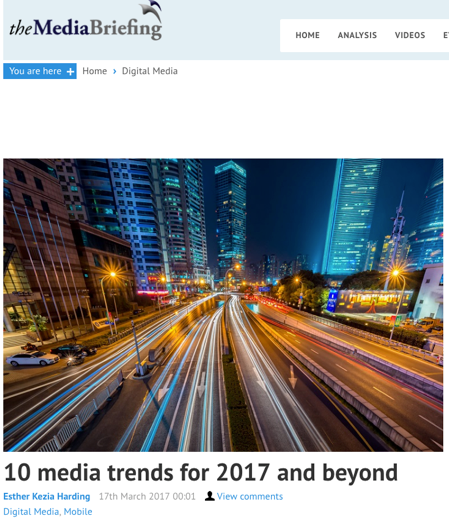 theMediaBriefing
HOME ANALYSIS VIDEOS
You are here + Home › Digital Media
10 media trends for 2017 and beyond
Esther Kezia Harding 17th March 2017 00:01 View comments
Digital Media, Mobile